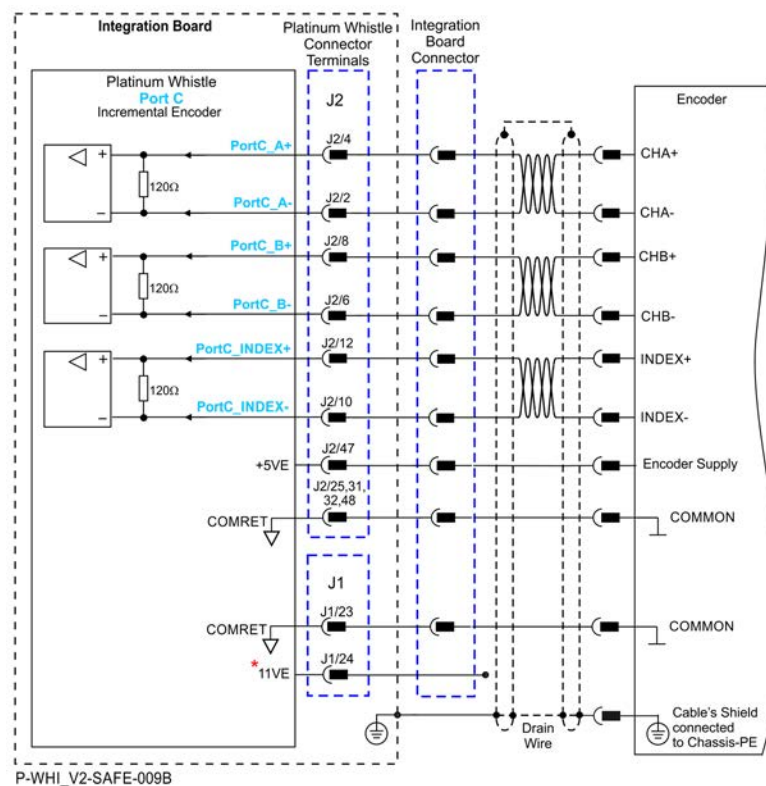 Integration Board
Platinum Whistle
Connector
Terminals
Integration
Board
Connector
Platinum Whistle
Port C
Incremental Encoder
J2
Encoder
PortC_A+
J2/4
CHA+
120Ω
PortC_A-
J2/2
CHA-
PortC_B+
J2/8
CHB+
120Ω
PortC_B-
J2/6
CHB-
PortC_INDEX+
J2/12
INDEX+
120Ω
PortC_INDEX-
J2/10
INDEX-
+5VE
J2/47
Encoder Supply
J2/25,31,
32,48
COMRET
COMMON
J1
J1/23
COMRET
COMMON
J1/24
*11VE
Drain
Wire
Cable's Shield
connected
to Chassis-PE
P-WHI_V2-SAFE-009B